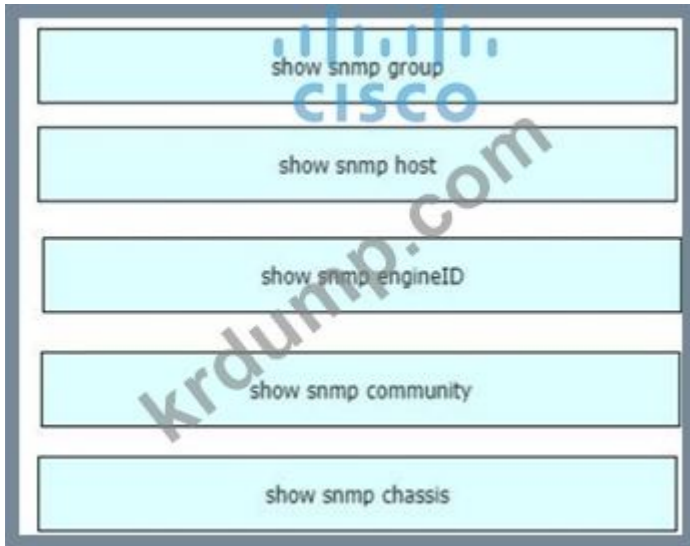 show snmp group
CISCO
show snmp host
krdump.com
show snmp engineID
show snmp community
show snmp chassis